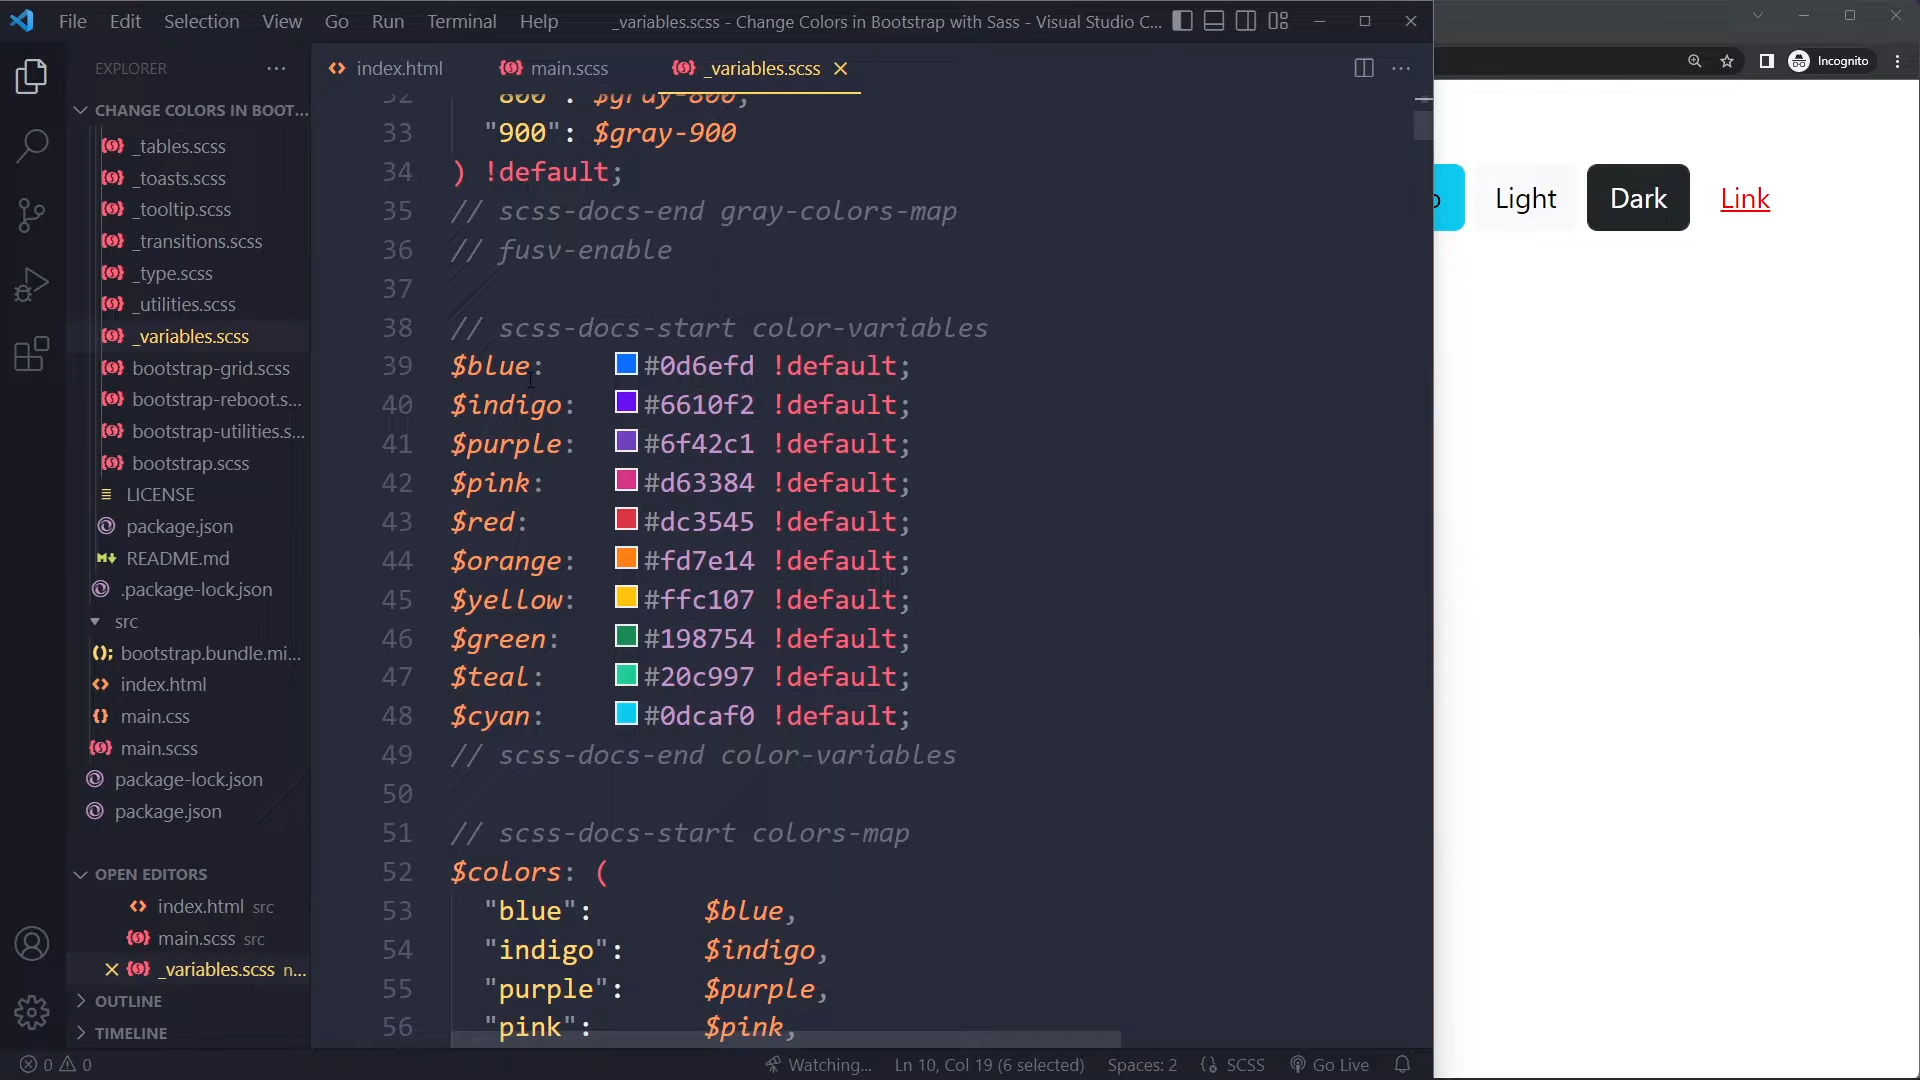 File Edit Selection View Go Run Terminal Help
_variables.scss - Change Colors in Bootstrap with Sass - Visual Studio C...
Incognito
EXPLORER
index.html
main.scss
_variables.scss
CHANGE COLORS IN BOOT...
_tables.scss
_toasts.scss
_tooltip.scss
_transitions.scss
_type.scss
_utilities.scss
_variables.scss
bootstrap-grid.scss
bootstrap-reboot.s...
bootstrap-utilities.s...
bootstrap.scss
LICENSE
package.json
README.md
.package-lock.json
src
bootstrap.bundle.mi...
index.html
main.css
main.scss
package-lock.json
package.json
OPEN EDITORS
index.html src
main.scss src
_variables.scss n...
OUTLINE
TIMELINE
32 "800": $gray-800,
33 "900": $gray-900
34 ) !default;
35 // scss-docs-end gray-colors-map
36 // fusv-enable
37
38 // scss-docs-start color-variables
39 $blue: #0d6efd !default;
40 $indigo: #6610f2 !default;
41 $purple: #6f42c1 !default;
42 $pink: #d63384 !default;
43 $red: #dc3545 !default;
44 $orange: #fd7e14 !default;
45 $yellow: #ffc107 !default;
46 $green: #198754 !default;
47 $teal: #20c997 !default;
48 $cyan: #0dcaf0 !default;
49 // scss-docs-end color-variables
50
51 // scss-docs-start colors-map
52 $colors: (
53 "blue": $blue,
54 "indigo": $indigo,
55 "purple": $purple,
56 "pink": $pink,
Light Dark Link
0 0
Watching... Ln 10, Col 19 (6 selected) Spaces: 2 SCSS Go Live